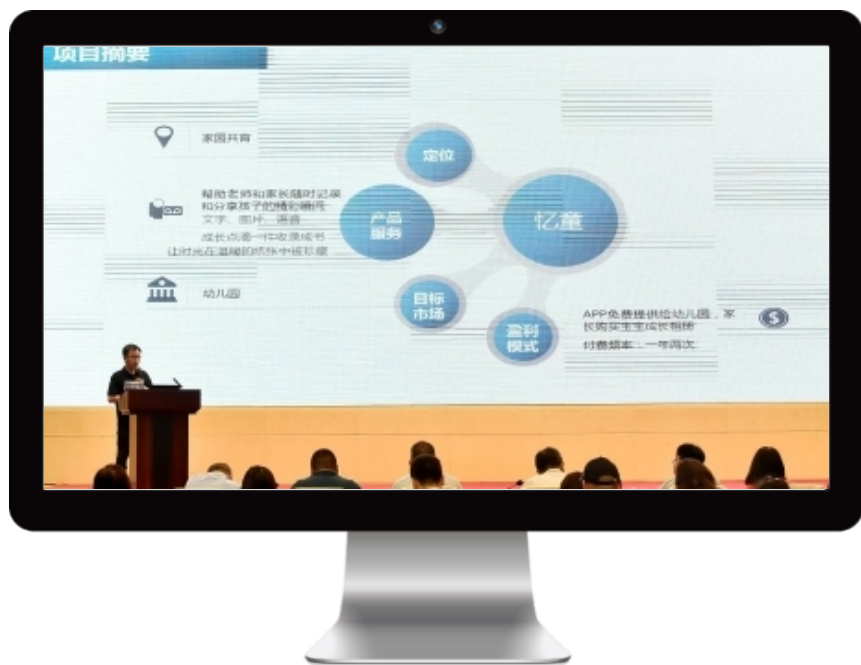 项目摘要
家园共育
定位
帮助老师和家长随时记录
和分享孩子的精彩瞬间
文字、图片、语音
成长点滴一件收录成书
让时光在温暖的纸张中被珍藏
产品
服务
忆童
幼儿园
目标
市场
盈利
模式
APP免费提供给幼儿园，家
长购买宝宝成长相册
付费频率：一年两次
$